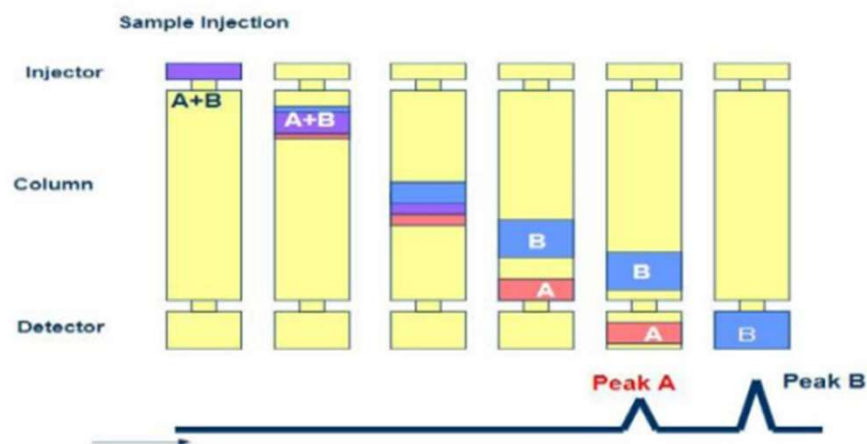 Sample Injection
Injector
A+B
A+B
Column
B
A
B
Detector
A
B
Peak A
Peak B